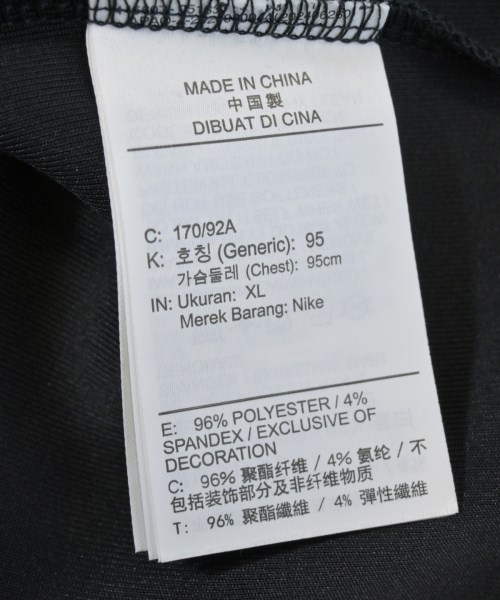 MADE IN CHINA
中国製
DIBUAT DI CINA
C: 170/92A
K: 호칭 (Generic): 95
가슴둘레 (Chest): 95cm
IN: Ukuran: XL
Merek Barang: Nike
E: 96% POLYESTER / 4%
SPANDEX / EXCLUSIVE OF
DECORATION
C: 96% 聚酯纤维 / 4% 氨纶 / 不
包括装饰部分及非纤维物质
T: 96% 聚酯纖維 / 4% 彈性纖維